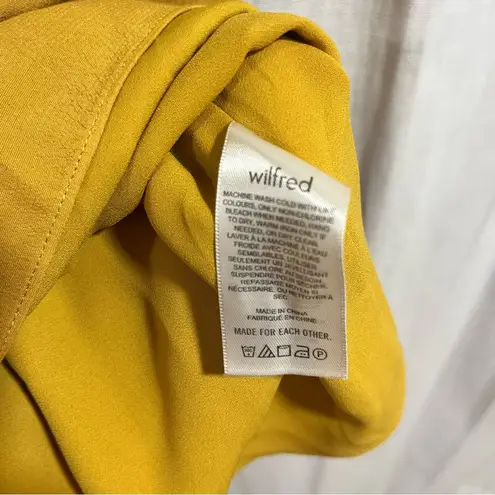 wilfred
MACHINE WASH COLD WITH LIKE
COLOURS, ONLY NON-CHLORINE
BLEACH WHEN NEEDED, HANG
TO DRY, WARM IRON ONLY IF
NEEDED, OR DRY CLEAN
LAVER À LA MACHINE À L'EAU
FROIDE AVEC COULEURS
SEMBLABLES, UTILISER
SEULEMENT UN JAVELLISANT
SANS CHLORE AU BESOIN,
SUSPENDRE POUR SÉCHER,
REPASSAGE MOYEN SI
NÉCESSAIRE, OU NETTOYER À
SEC
MADE IN CHINA
FABRIQUÉ EN CHINE
MADE FOR EACH OTHER.